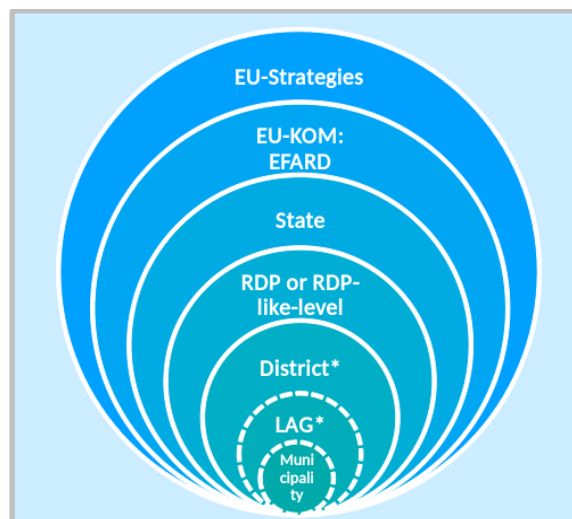 EU-Strategies
EU-KOM:
EFARD
State
RDP or RDP-
like-level
District*
LAG*
Muni
cipali
ty